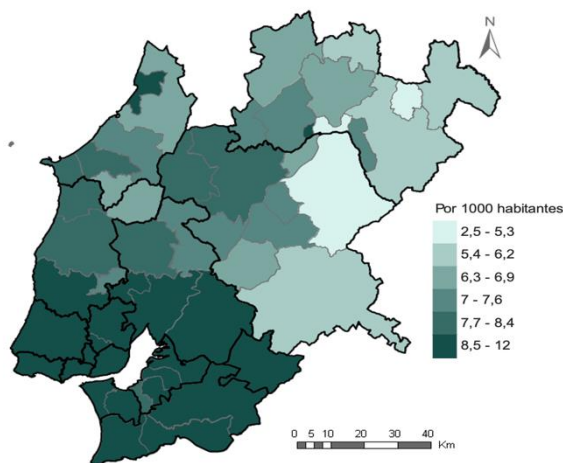 N
Por 1000 habitantes
2,5 - 5,3
5,4 - 6,2
6,3 - 6,9
7 - 7,6
7,7 - 8,4
8,5 - 12
0 5 10 20 30 40
Km